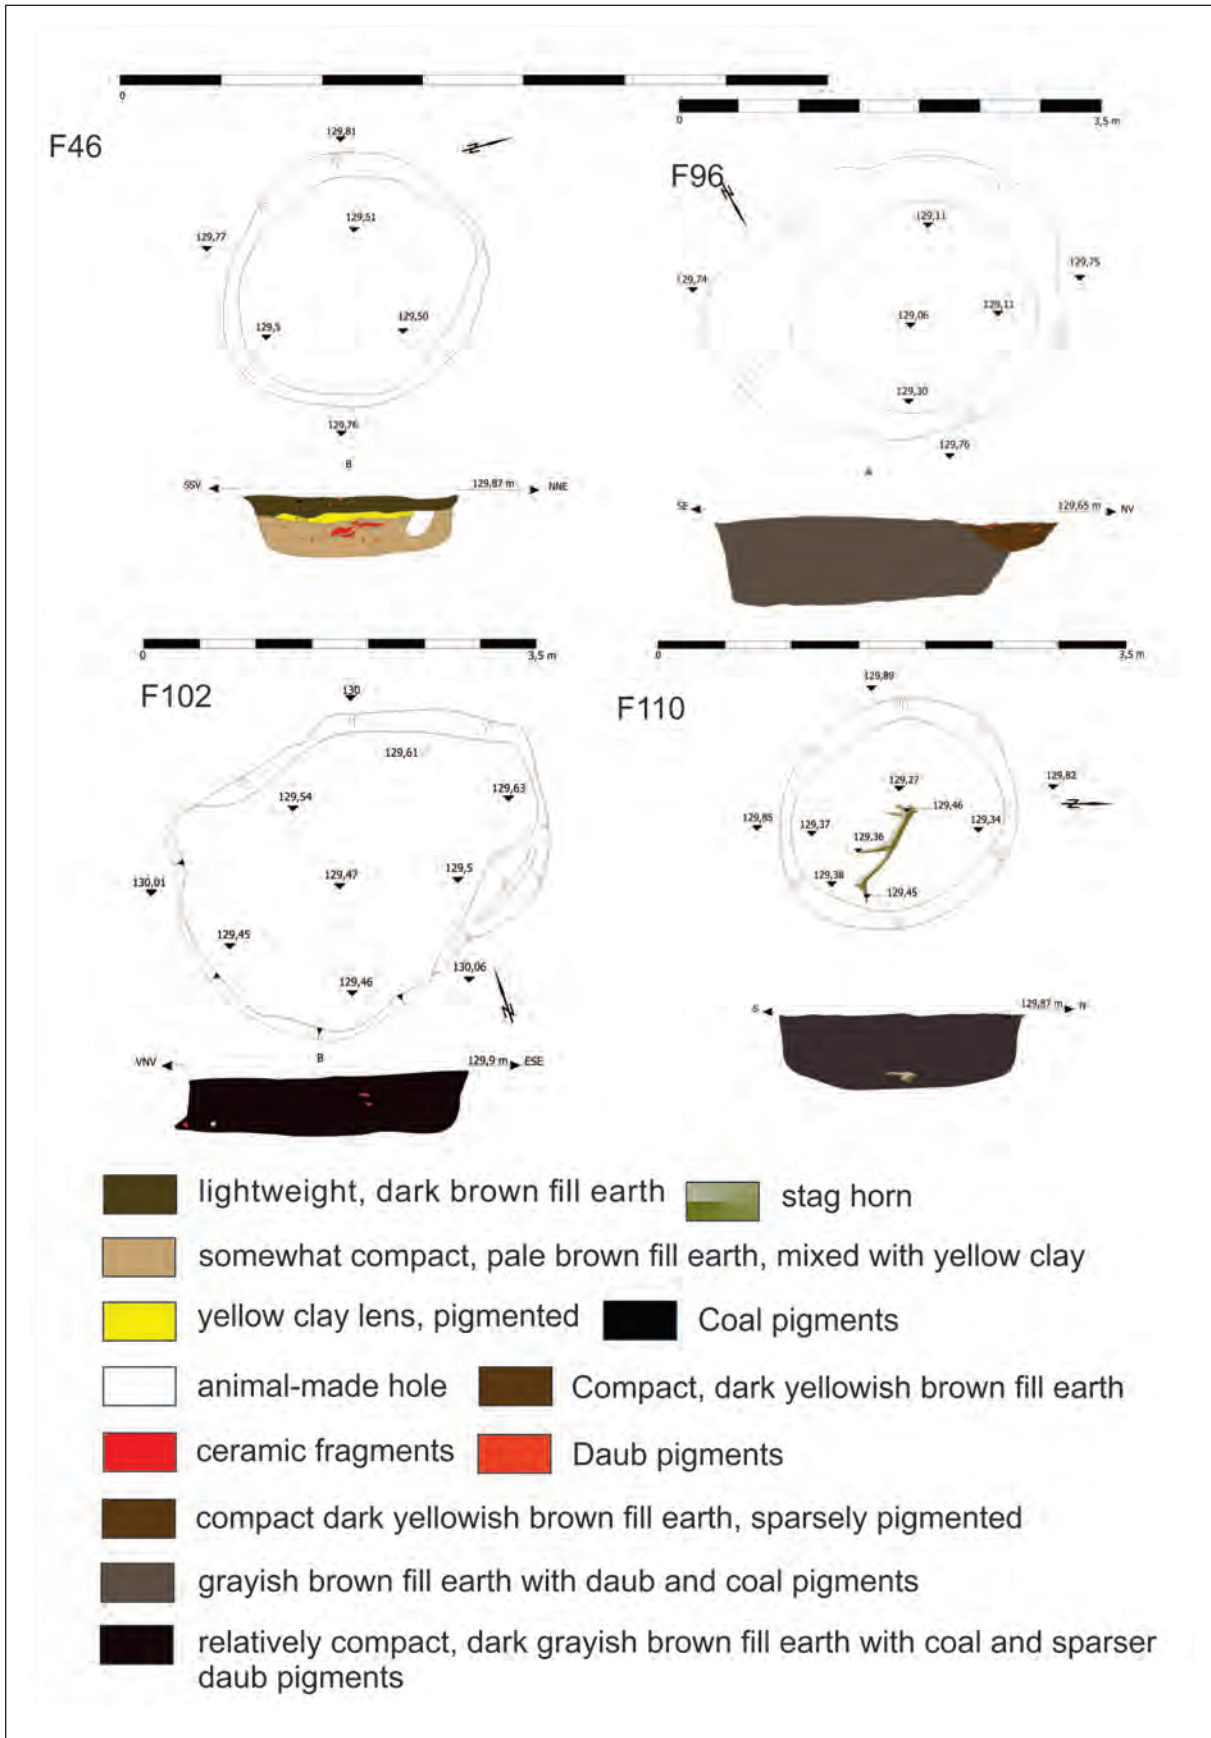 0
0 3,5 m
F46
129,81
N
129,77
129,51
129,5
129,50
129,76
B
SSV 129,87 m NNE
F96
N
129,11
129,74
129,75
129,11
129,06
129,30
129,76
A
SE 129,65 m NV
0 3,5 m
F102
130
129,61
129,54
129,63
130,01
129,47
129,5
129,45
129,46
130,06
N
B
VNV 129,9 m ESE
0 3,5 m
F110
129,89
129,27
129,82
129,46
N
129,85
129,37
129,34
129,36
129,38
129,45
S 129,87 m N
lightweight, dark brown fill earth stag horn
somewhat compact, pale brown fill earth, mixed with yellow clay
yellow clay lens, pigmented Coal pigments
animal-made hole Compact, dark yellowish brown fill earth
ceramic fragments Daub pigments
compact dark yellowish brown fill earth, sparsely pigmented
grayish brown fill earth with daub and coal pigments
relatively compact, dark grayish brown fill earth with coal and sparser
daub pigments